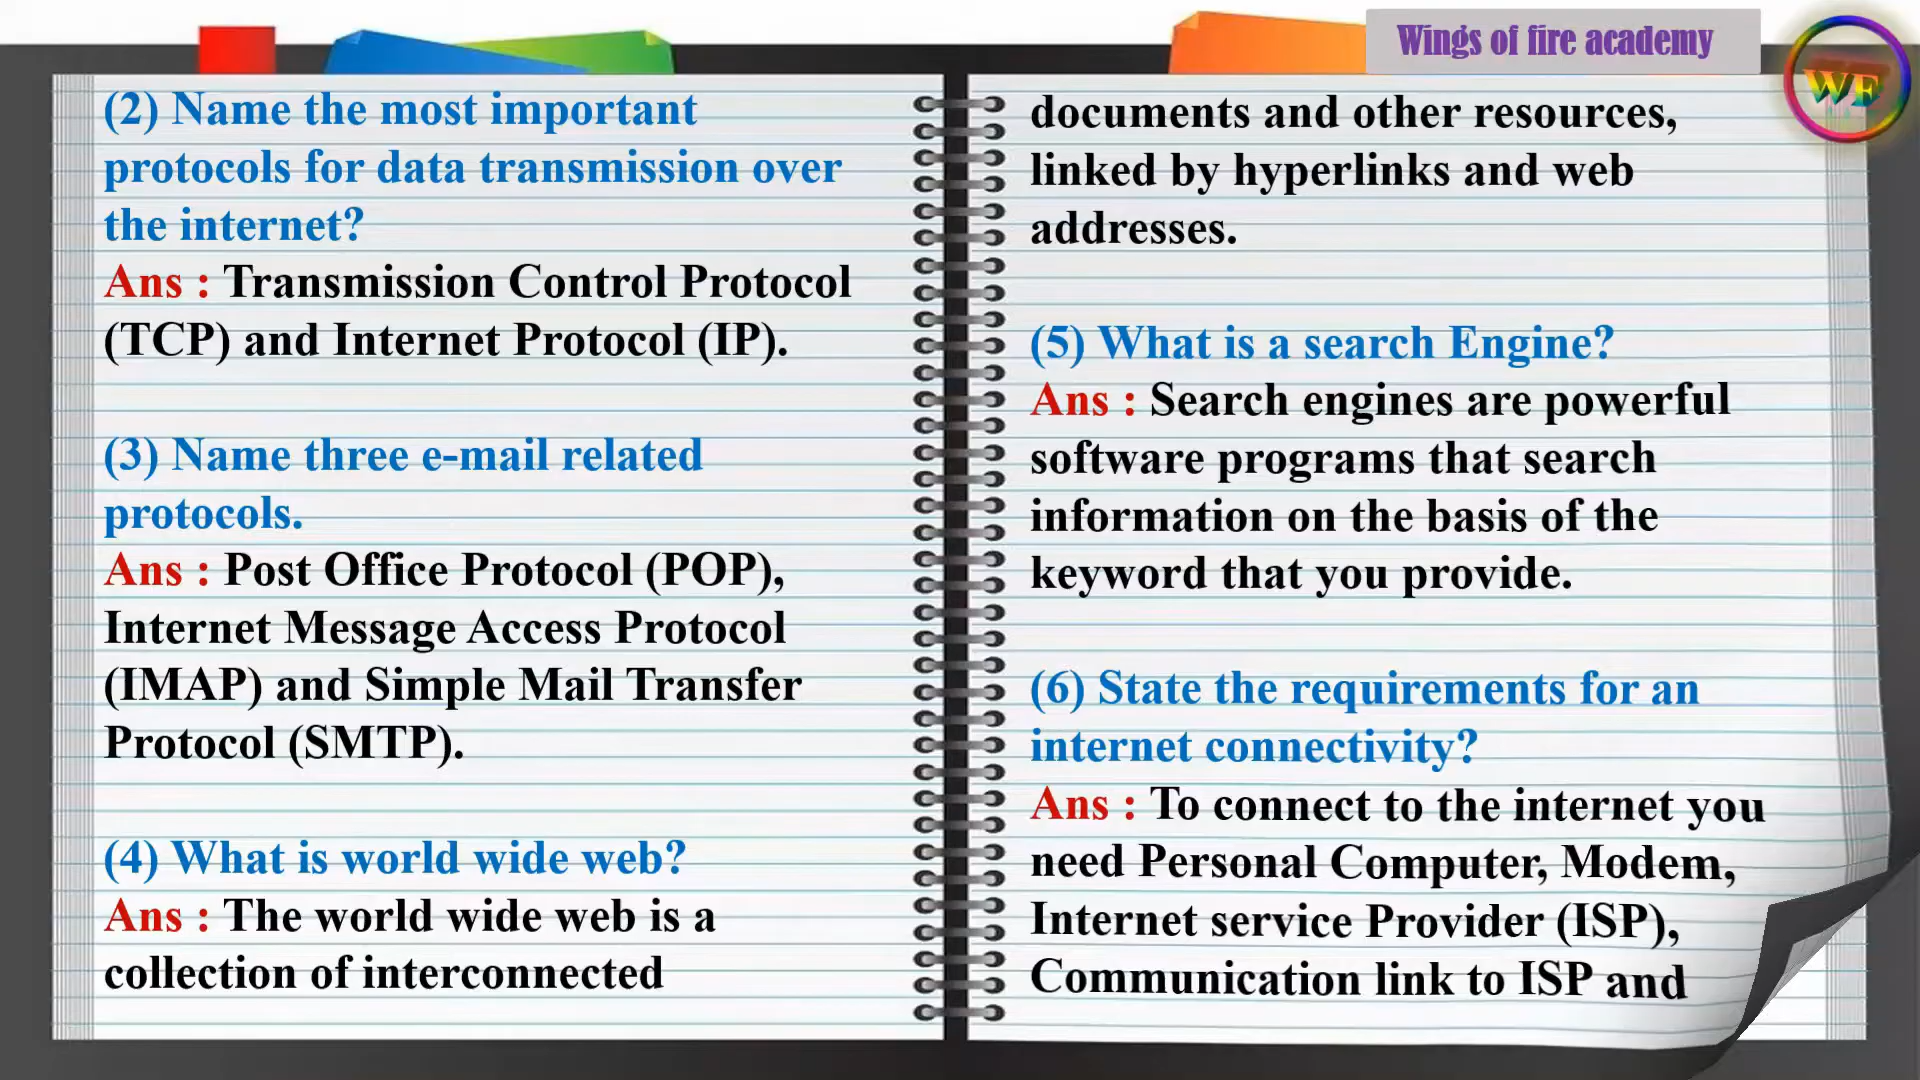 Wings of fire academy
WF
(2) Name the most important
protocols for data transmission over
the internet?
Ans : Transmission Control Protocol
(TCP) and Internet Protocol (IP).
(3) Name three e-mail related
protocols.
Ans : Post Office Protocol (POP),
Internet Message Access Protocol
(IMAP) and Simple Mail Transfer
Protocol (SMTP).
(4) What is world wide web?
Ans : The world wide web is a
collection of interconnected
documents and other resources,
linked by hyperlinks and web
addresses.
(5) What is a search Engine?
Ans : Search engines are powerful
software programs that search
information on the basis of the
keyword that you provide.
(6) State the requirements for an
internet connectivity?
Ans : To connect to the internet you
need Personal Computer, Modem,
Internet service Provider (ISP),
Communication link to ISP and